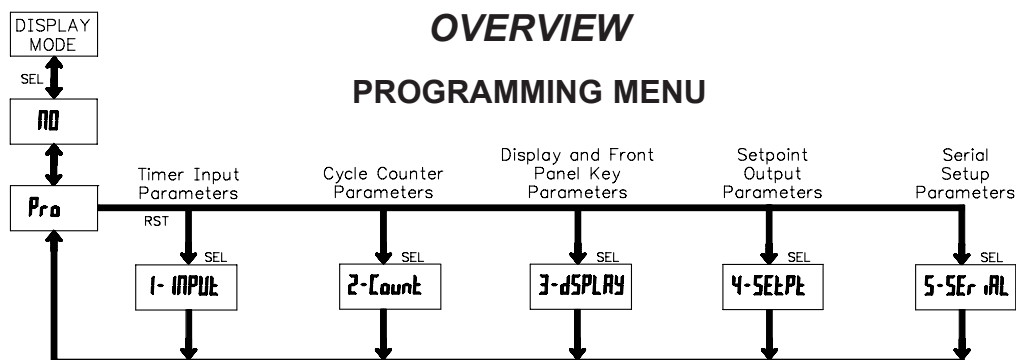 OVERVIEW
PROGRAMMING MENU
DISPLAY
MODE
SEL
NO
Pro
RST
Timer Input
Parameters
SEL
1-INPUt
Cycle Counter
Parameters
SEL
2-Count
Display and Front
Panel Key
Parameters
SEL
3-dSPLAY
Setpoint
Output
Parameters
SEL
4-SEtPt
Serial
Setup
Parameters
SEL
5-SEriAL